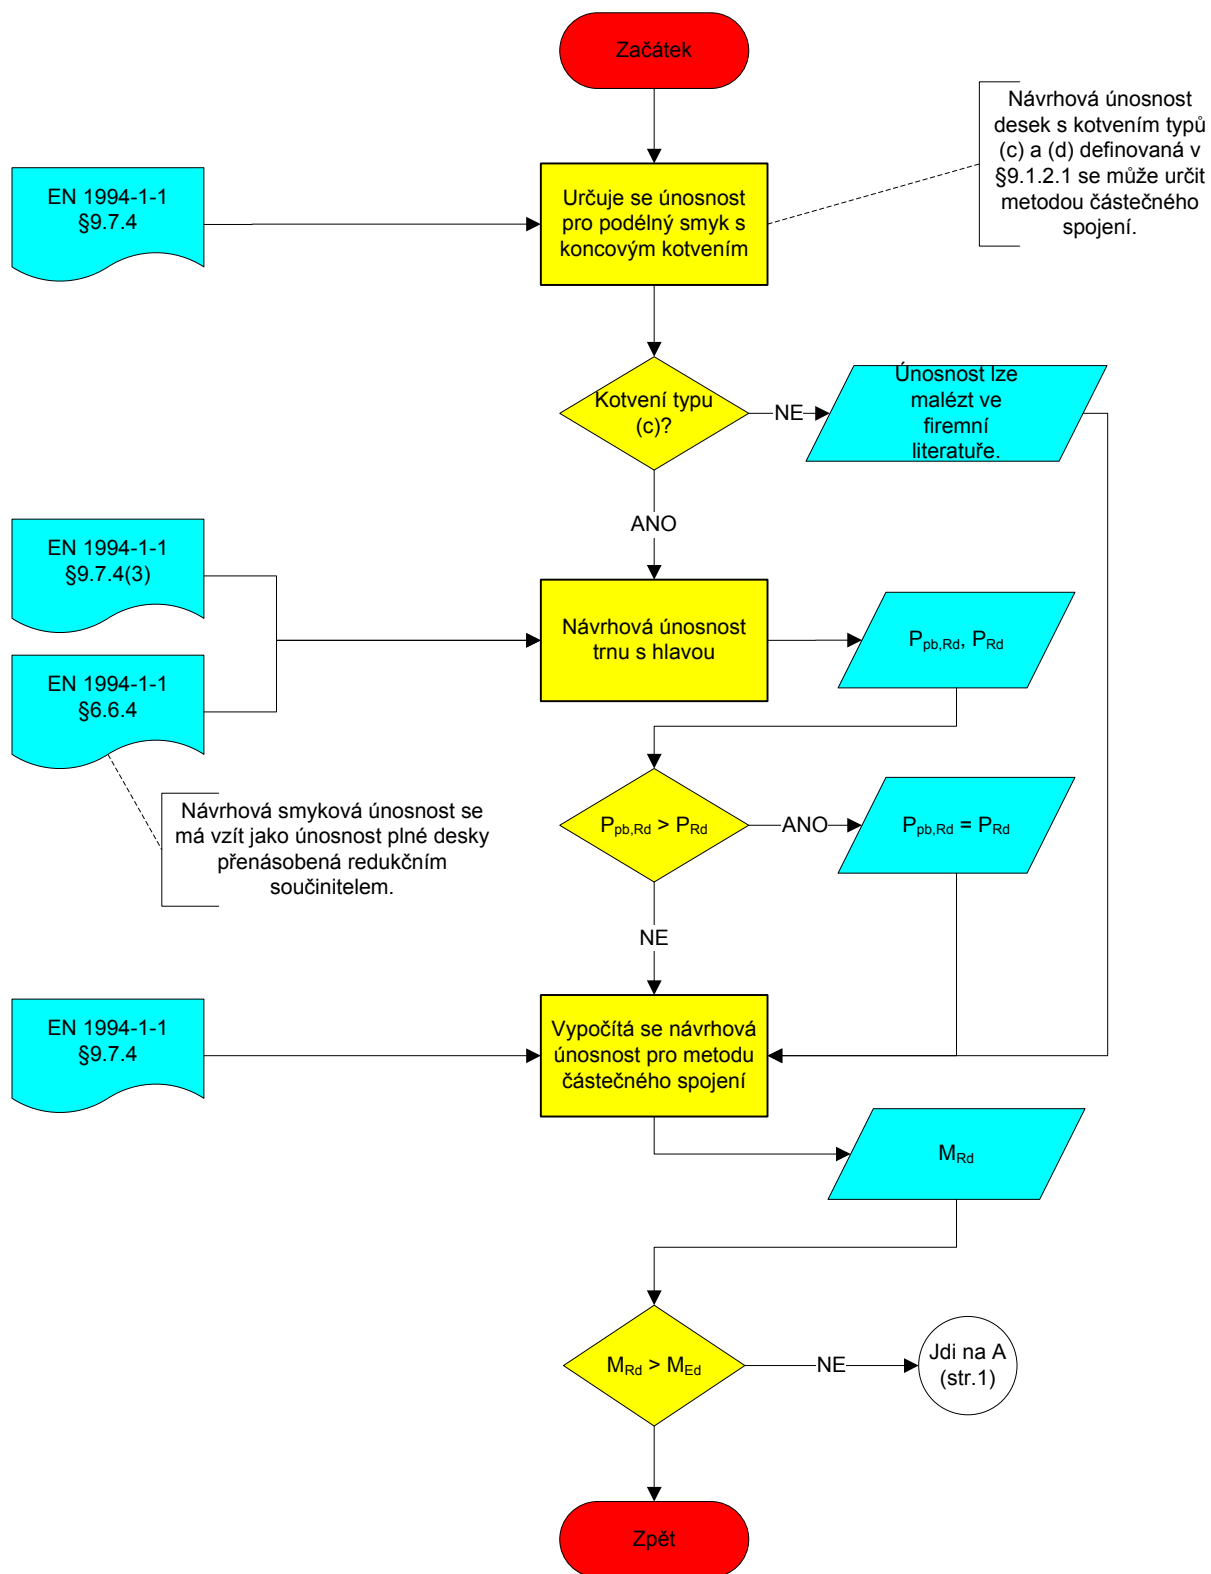 Začátek
Návrhová únosnost
desek s kotvením typů
(c) a (d) definovaná v
§9.1.2.1 se může určit
metodou částečného
spojení.
EN 1994-1-1
§9.7.4
Určuje se únosnost
pro podélný smyk s
koncovým kotvením
Kotvení typu
(c)?
NE
Únosnost lze
malézt ve
firemní
literatuře.
ANO
EN 1994-1-1
§9.7.4(3)
Návrhová únosnost
trnu s hlavou
Ppb,Rd, PRd
EN 1994-1-1
§6.6.4
Návrhová smyková únosnost se
má vzít jako únosnost plné desky
přenásobená redukčním
součinitelem.
Ppb,Rd > PRd
ANO
Ppb,Rd = PRd
NE
EN 1994-1-1
§9.7.4
Vypočítá se návrhová
únosnost pro metodu
částečného spojení
MRd
MRd > MEd
NE
Jdi na A
(str.1)
Zpět